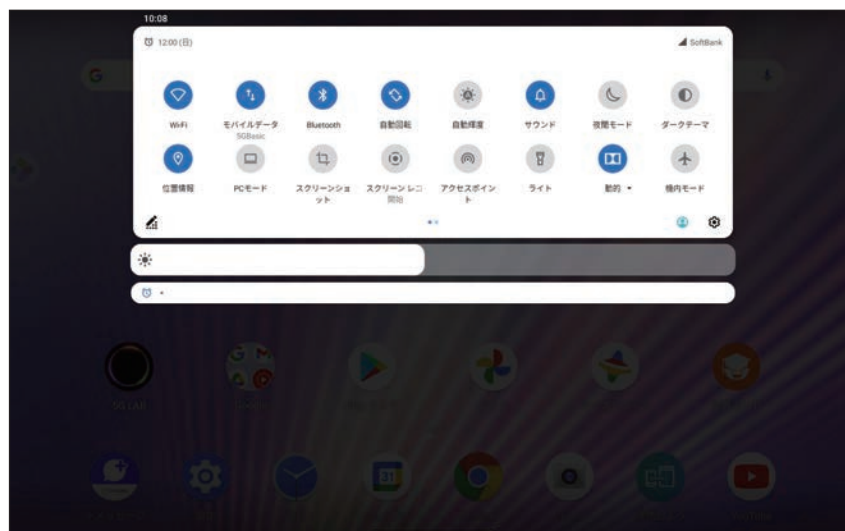 10:08
12:00 (日)
SoftBank
Wi-Fi
モバイルデータ
5GBasic
Bluetooth
自動回転
自動輝度
サウンド
夜間モード
ダークテーマ
位置情報
PCモード
スクリーンショ
ット
スクリーン レコ
開始
アクセスポイン
ト
ライト
動的
機内モード
5G LAB
31
YouTube